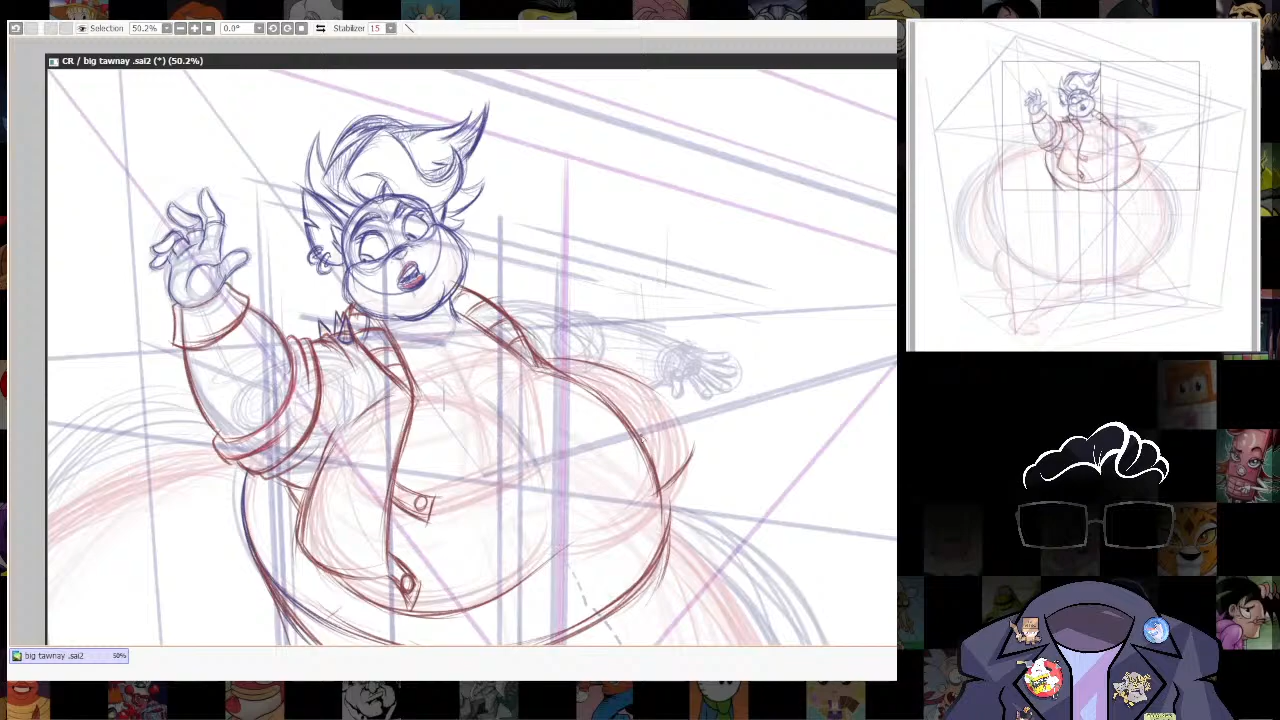 Selection 50.2% 0.0° Stabilizer 15
CR / big tawnay .sai2 (*) (50.2%)
big tawnay .sai2 50%